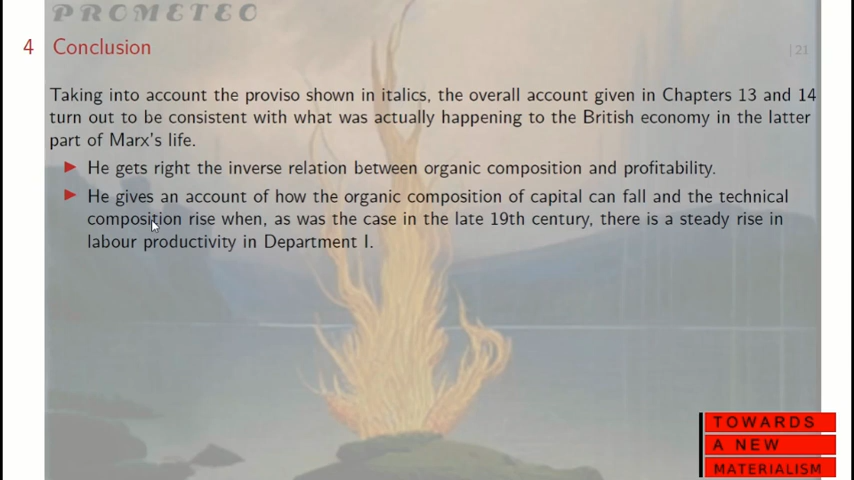 PROMETEO
4 Conclusion
|21
Taking into account the proviso shown in italics, the overall account given in Chapters 13 and 14
turn out to be consistent with what was actually happening to the British economy in the latter
part of Marx's life.
He gets right the inverse relation between organic composition and profitability.
He gives an account of how the organic composition of capital can fall and the technical
composition rise when, as was the case in the late 19th century, there is a steady rise in
labour productivity in Department I.
TOWARDS
A NEW
MATERIALISM